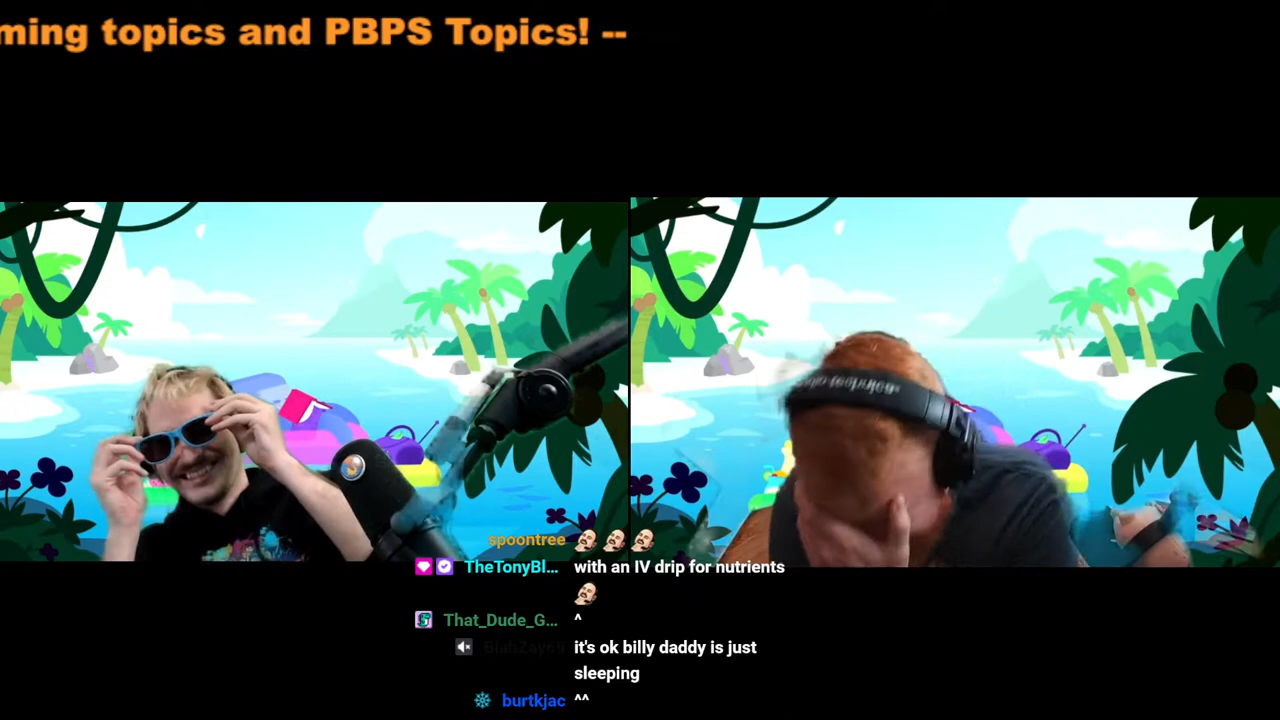 ming topics and PBPS Topics! --
spoontree
TheTonyBl... with an IV drip for nutrients
That_Dude_G... ^
BlahZay69 it's ok billy daddy is just
sleeping
burtkjac ^^